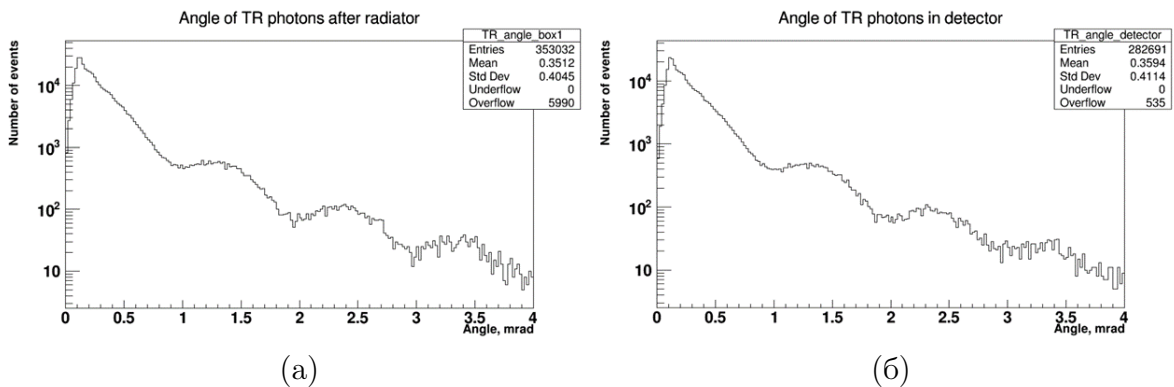 Angle of TR photons after radiator
TR_angle_box1
Entries 353032
Mean 0.3512
Std Dev 0.4045
Underflow 0
Overflow 5990
Number of events
10⁴
10³
10²
10
0 0.5 1 1.5 2 2.5 3 3.5 4
Angle, mrad
(а)
Angle of TR photons in detector
TR_angle_detector
Entries 282691
Mean 0.3594
Std Dev 0.4114
Underflow 0
Overflow 535
Number of events
10⁴
10³
10²
10
0 0.5 1 1.5 2 2.5 3 3.5 4
Angle, mrad
(б)